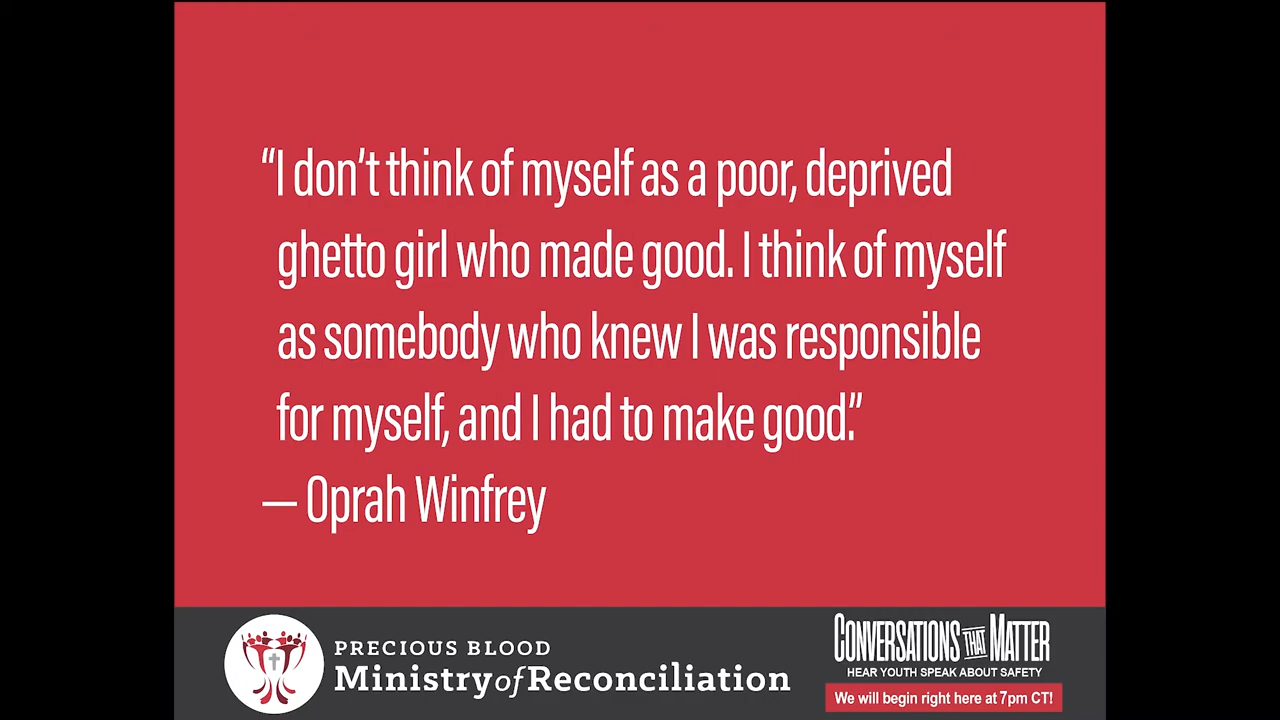 “I don’t think of myself as a poor, deprived
ghetto girl who made good. I think of myself
as somebody who knew I was responsible
for myself, and I had to make good.”
— Oprah Winfrey
PRECIOUS BLOOD
Ministry of Reconciliation
CONVERSATIONS THAT MATTER
HEAR YOUTH SPEAK ABOUT SAFETY
We will begin right here at 7pm CT!